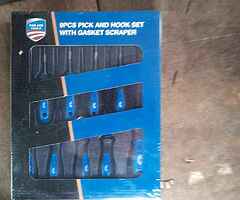 9PCS PICK AND HOOK SET
WITH GASKET SCRAPER